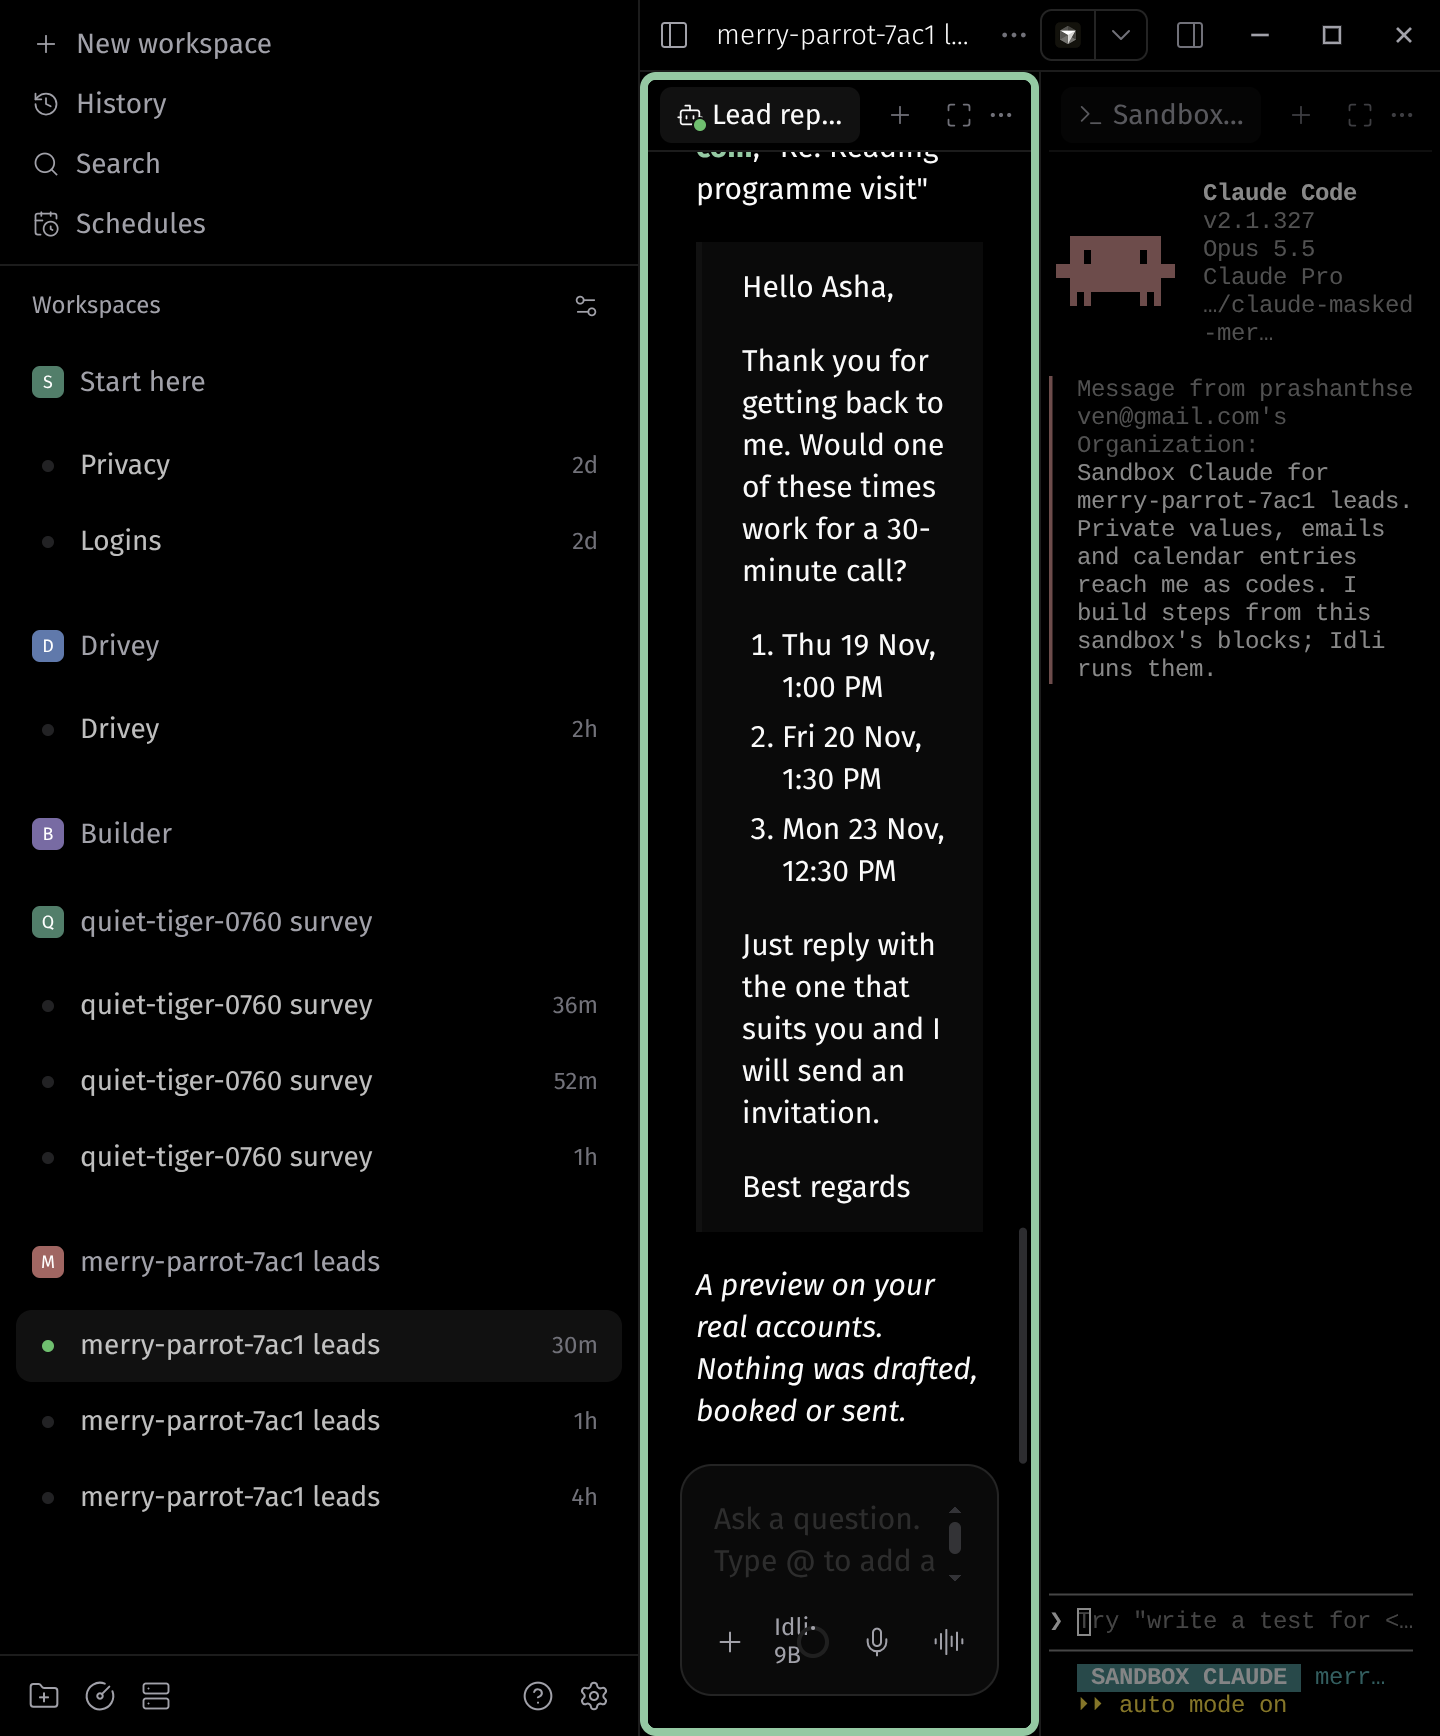 New workspace
History
Search
Schedules
Workspaces
S Start here
Privacy 2d
Logins 2d
D Drivey
Drivey 2h
B Builder
Q quiet-tiger-0760 survey
quiet-tiger-0760 survey 36m
quiet-tiger-0760 survey 52m
quiet-tiger-0760 survey 1h
M merry-parrot-7ac1 leads
merry-parrot-7ac1 leads 30m
merry-parrot-7ac1 leads 1h
merry-parrot-7ac1 leads 4h
merry-parrot-7ac1 l...
Lead rep...
com, "Re: Reading
programme visit"
Hello Asha,
Thank you for
getting back to
me. Would one
of these times
work for a 30-
minute call?
1. Thu 19 Nov,
1:00 PM
2. Fri 20 Nov,
1:30 PM
3. Mon 23 Nov,
12:30 PM
Just reply with
the one that
suits you and I
will send an
invitation.
Best regards
A preview on your
real accounts.
Nothing was drafted,
booked or sent.
Ask a question.
Type @ to add a
Idli·
9B
Sandbox...
Claude Code
v2.1.327
Opus 5.5
Claude Pro
…/claude-masked
-mer…
Message from prashanthse
ven@gmail.com's
Organization:
Sandbox Claude for
merry-parrot-7ac1 leads.
Private values, emails
and calendar entries
reach me as codes. I
build steps from this
sandbox's blocks; Idli
runs them.
❯ Try "write a test for <…
SANDBOX CLAUDE merr…
auto mode on